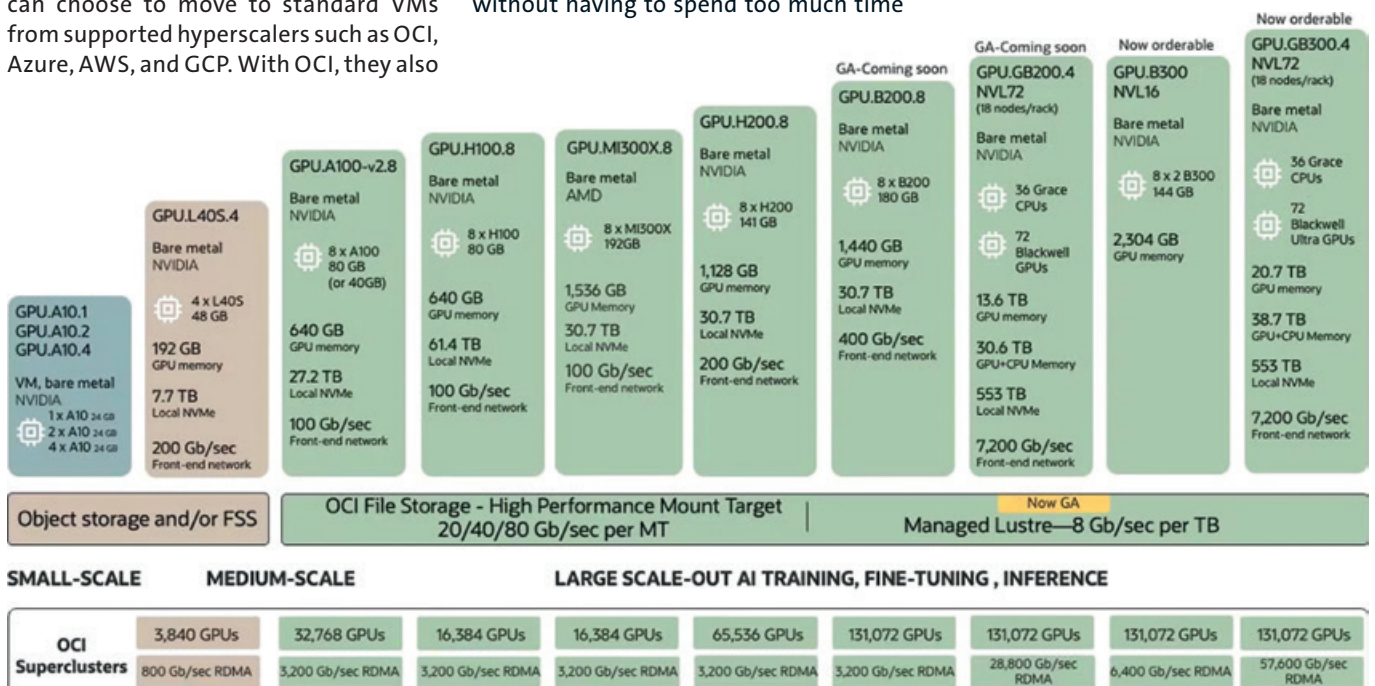 can choose to move to standard VMs
from supported hyperscalers such as OCI,
Azure, AWS, and GCP. With OCI, they also
without having to spend too much time
GPU.A10.1
GPU.A10.2
GPU.A10.4
VM, bare metal
NVIDIA
1 x A10 24 GB
2 x A10 24 GB
4 x A10 24 GB
GPU.L40S.4
Bare metal
NVIDIA
4 x L40S
48 GB
192 GB
GPU memory
7.7 TB
Local NVMe
200 Gb/sec
Front-end network
GPU.A100-v2.8
Bare metal
NVIDIA
8 x A100
80 GB
(or 40GB)
640 GB
GPU memory
27.2 TB
Local NVMe
100 Gb/sec
Front-end network
GPU.H100.8
Bare metal
NVIDIA
8 x H100
80 GB
640 GB
GPU memory
61.4 TB
Local NVMe
100 Gb/sec
Front-end network
GPU.MI300X.8
Bare metal
AMD
8 x MI300X
192GB
1,536 GB
GPU Memory
30.7 TB
Local NVMe
100 Gb/sec
Front-end network
GPU.H200.8
Bare metal
NVIDIA
8 x H200
141 GB
1,128 GB
GPU memory
30.7 TB
Local NVMe
200 Gb/sec
Front-end network
GA-Coming soon
GPU.B200.8
Bare metal
NVIDIA
8 x B200
180 GB
1,440 GB
GPU memory
30.7 TB
Local NVMe
400 Gb/sec
Front-end network
GA-Coming soon
GPU.GB200.4
NVL72
(18 nodes/rack)
Bare metal
NVIDIA
36 Grace
CPUs
72
Blackwell
GPUs
13.6 TB
GPU memory
30.6 TB
GPU+CPU Memory
553 TB
Local NVMe
7,200 Gb/sec
Front-end network
Now orderable
GPU.B300
NVL16
Bare metal
NVIDIA
8 x 2 B300
144 GB
2,304 GB
GPU memory
Now orderable
GPU.GB300.4
NVL72
(18 nodes/rack)
Bare metal
NVIDIA
36 Grace
CPUs
72
Blackwell
Ultra GPUs
20.7 TB
GPU memory
38.7 TB
GPU+CPU Memory
553 TB
Local NVMe
7,200 Gb/sec
Front-end network
Object storage and/or FSS
OCI File Storage - High Performance Mount Target
20/40/80 Gb/sec per MT
Now GA
Managed Lustre—8 Gb/sec per TB
SMALL-SCALE MEDIUM-SCALE LARGE SCALE-OUT AI TRAINING, FINE-TUNING , INFERENCE
OCI
Superclusters
3,840 GPUs 32,768 GPUs 16,384 GPUs 16,384 GPUs 65,536 GPUs 131,072 GPUs 131,072 GPUs 131,072 GPUs 131,072 GPUs
800 Gb/sec RDMA 3,200 Gb/sec RDMA 3,200 Gb/sec RDMA 3,200 Gb/sec RDMA 3,200 Gb/sec RDMA 3,200 Gb/sec RDMA 28,800 Gb/sec RDMA 6,400 Gb/sec RDMA 57,600 Gb/sec RDMA